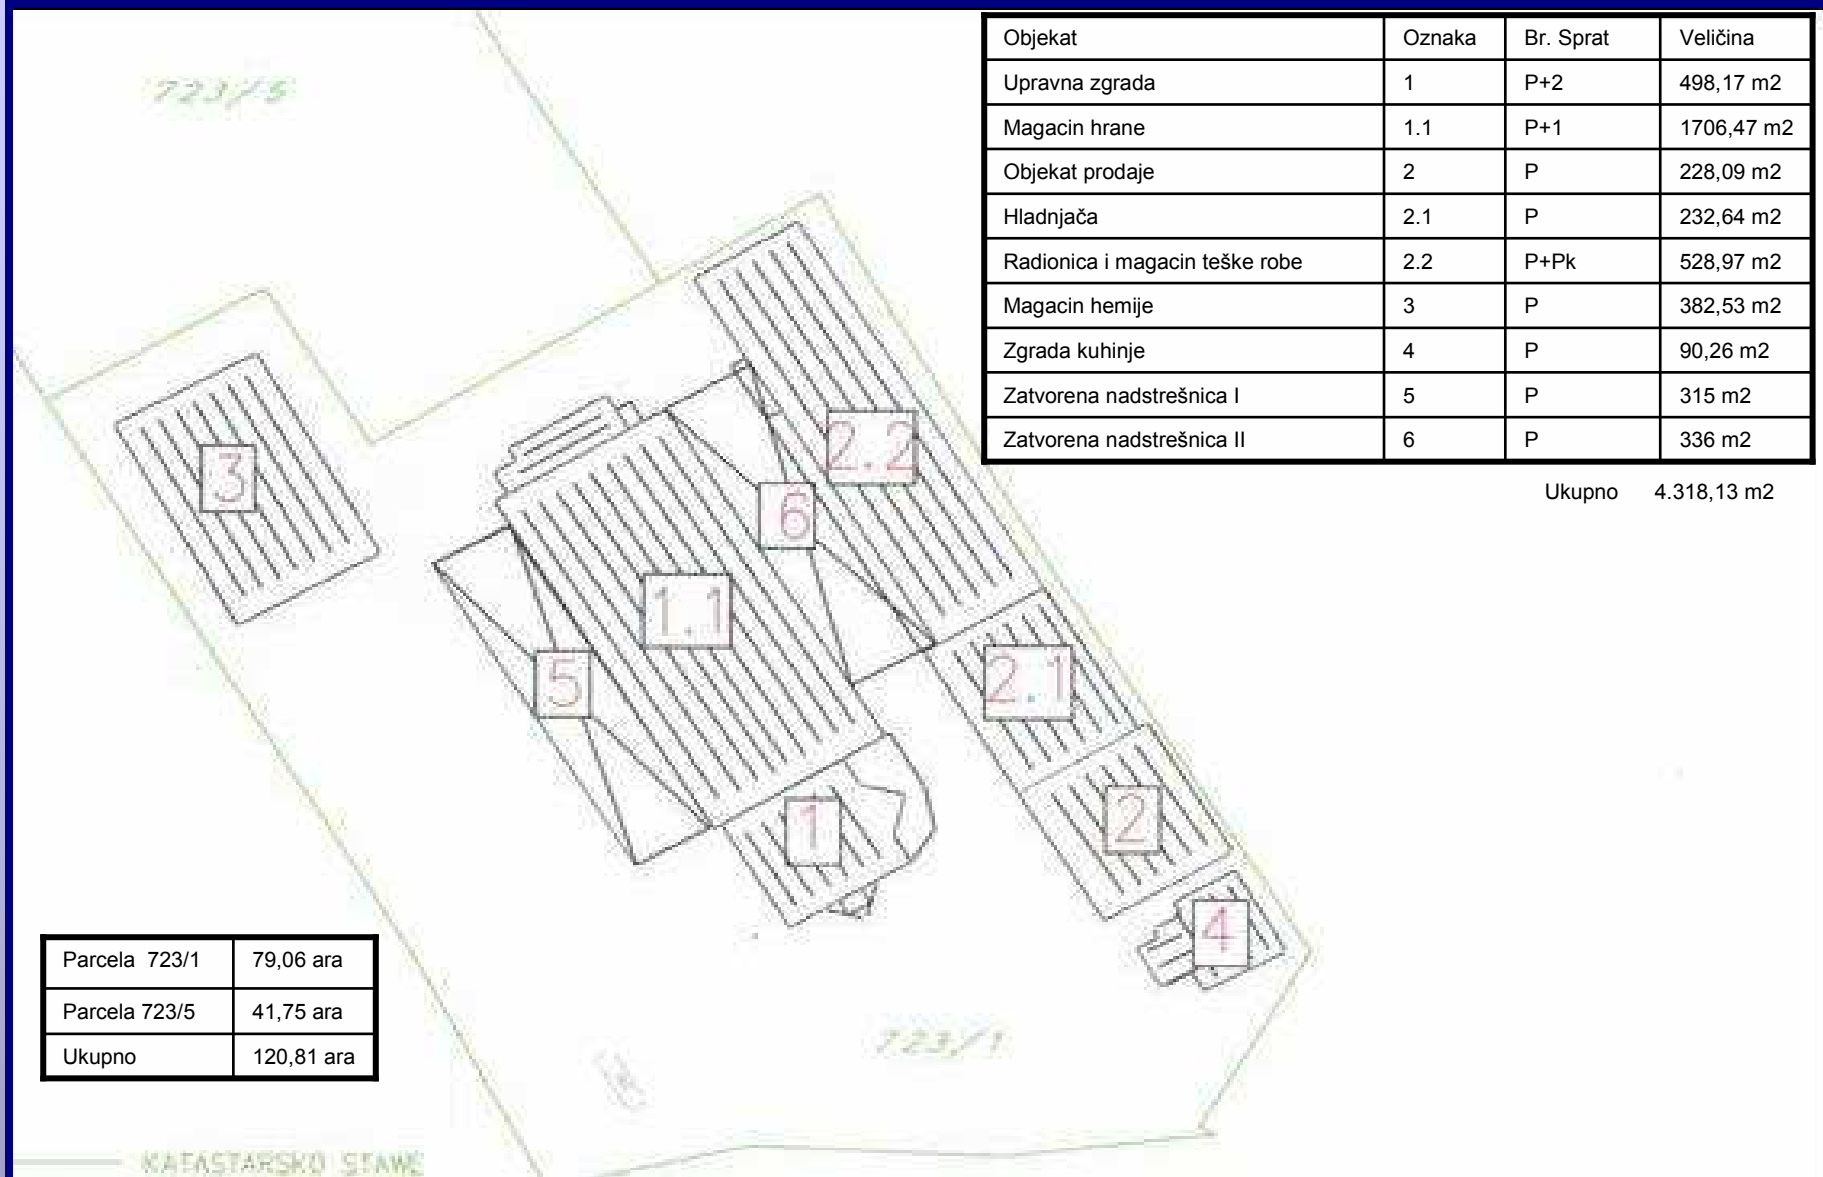 723/5
Objekat Oznaka Br. Sprat Veličina
Upravna zgrada 1 P+2 498,17 m2
Magacin hrane 1.1 P+1 1706,47 m2
Objekat prodaje 2 P 228,09 m2
Hladnjača 2.1 P 232,64 m2
Radionica i magacin teške robe 2.2 P+Pk 528,97 m2
Magacin hemije 3 P 382,53 m2
Zgrada kuhinje 4 P 90,26 m2
Zatvorena nadstrešnica I 5 P 315 m2
Zatvorena nadstrešnica II 6 P 336 m2
Ukupno 4.318,13 m2
2.2
3
6
1.1
5
2.1
1
2
4
Parcela 723/1 79,06 ara
Parcela 723/5 41,75 ara
Ukupno 120,81 ara
723/1
KATASTARSKO STAWE